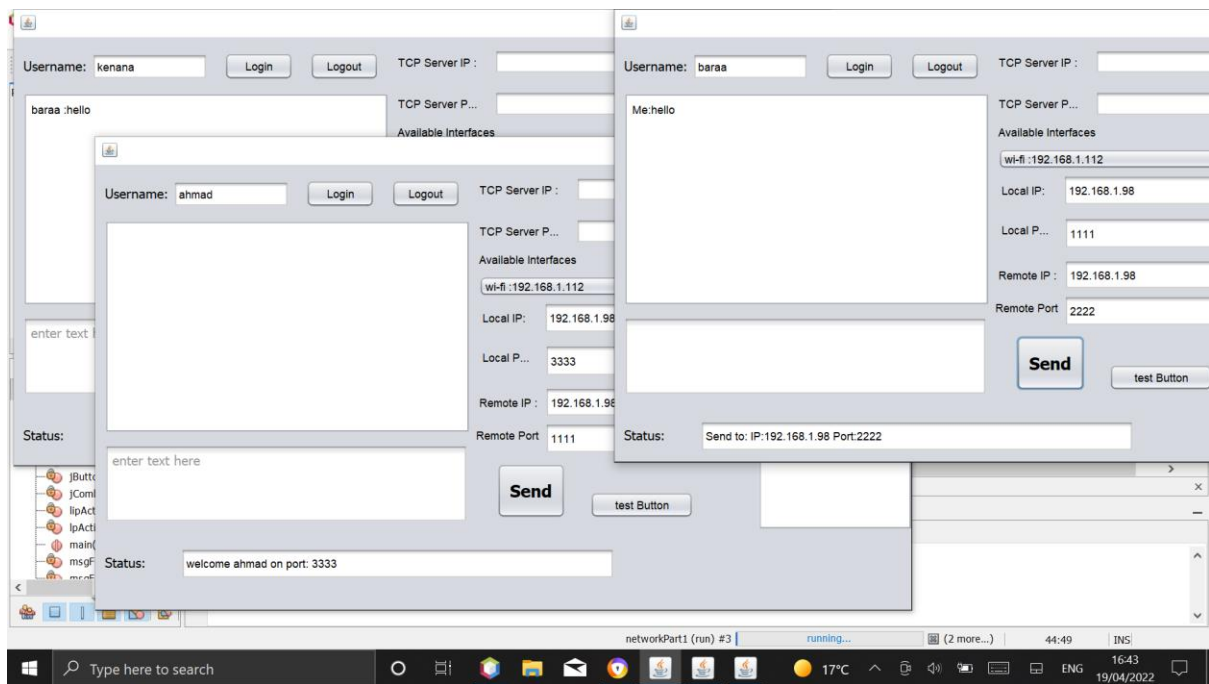 Username: kenana Login Logout TCP Server IP :
baraa :hello
TCP Server P...
Available Interfaces
enter text
Status:
Username: baraa Login Logout TCP Server IP :
Me:hello
TCP Server P...
Available Interfaces
wi-fi :192.168.1.112
Local IP: 192.168.1.98
Local P... 1111
Remote IP : 192.168.1.98
Remote Port 2222
Send
test Button
Status: Send to: IP:192.168.1.98 Port:2222
Username: ahmad Login Logout TCP Server IP :
TCP Server P...
Available Interfaces
wi-fi :192.168.1.112
Local IP: 192.168.1.98
Local P... 3333
Remote IP : 192.168.1.98
Remote Port 1111
enter text here
Send
test Button
Status: welcome ahmad on port: 3333
jButt
jCom
lipAct
lpActi
main(
msgF
networkPart1 (run) #3 running... (2 more...) 44:49 INS
Type here to search 17°C ENG 16:43
19/04/2022